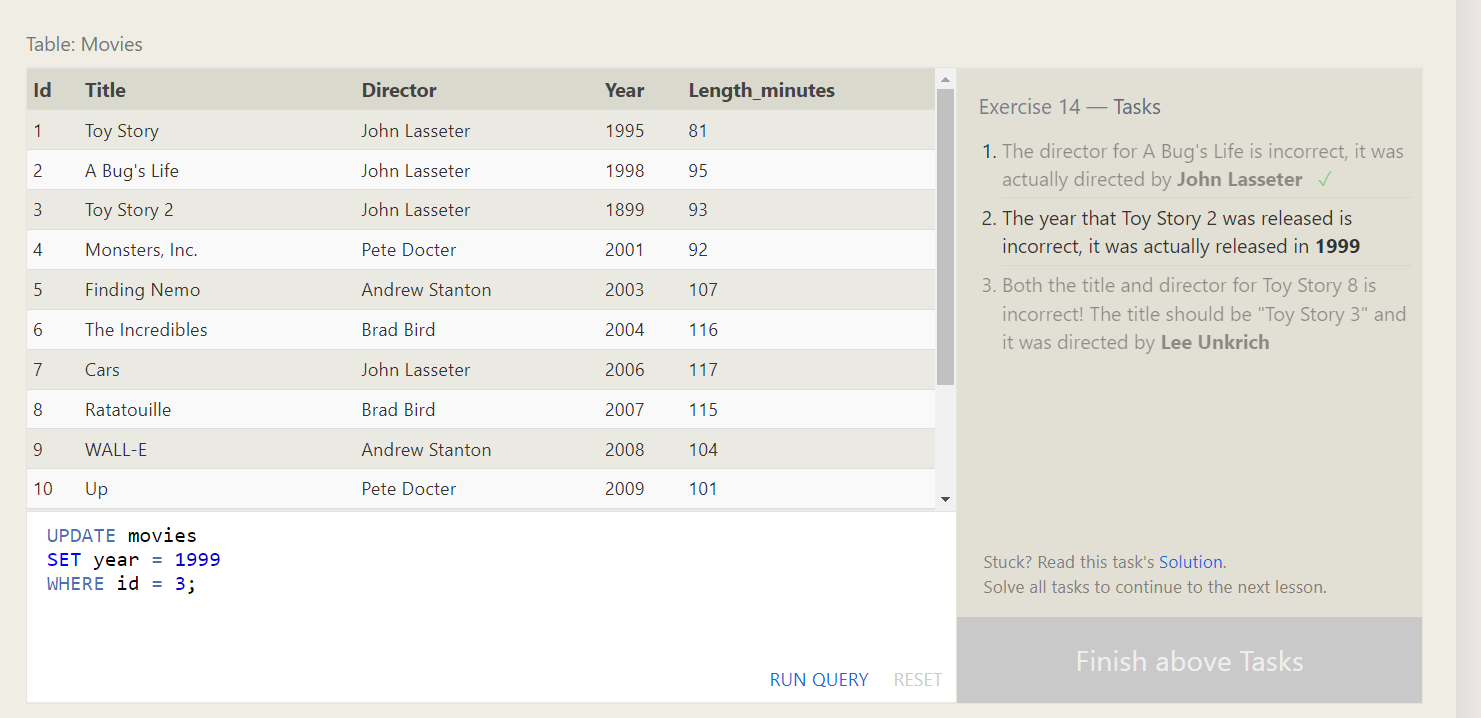 Table: Movies
Id Title Director Year Length_minutes
1 Toy Story John Lasseter 1995 81
2 A Bug's Life John Lasseter 1998 95
3 Toy Story 2 John Lasseter 1899 93
4 Monsters, Inc. Pete Docter 2001 92
5 Finding Nemo Andrew Stanton 2003 107
6 The Incredibles Brad Bird 2004 116
7 Cars John Lasseter 2006 117
8 Ratatouille Brad Bird 2007 115
9 WALL-E Andrew Stanton 2008 104
10 Up Pete Docter 2009 101
UPDATE movies
SET year = 1999
WHERE id = 3;
RUN QUERY RESET
Exercise 14 — Tasks
1. The director for A Bug's Life is incorrect, it was
actually directed by John Lasseter ✓
2. The year that Toy Story 2 was released is
incorrect, it was actually released in 1999
3. Both the title and director for Toy Story 8 is
incorrect! The title should be "Toy Story 3" and
it was directed by Lee Unkrich
Stuck? Read this task's Solution.
Solve all tasks to continue to the next lesson.
Finish above Tasks